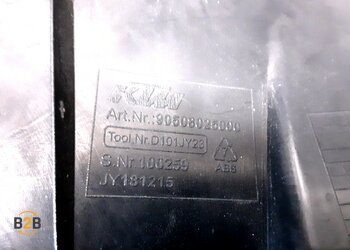 KTM
Art.Nr.:90508026000
Tool.Nr.D101JY23
S.Nr 100259
JY181215
ABS
B2B